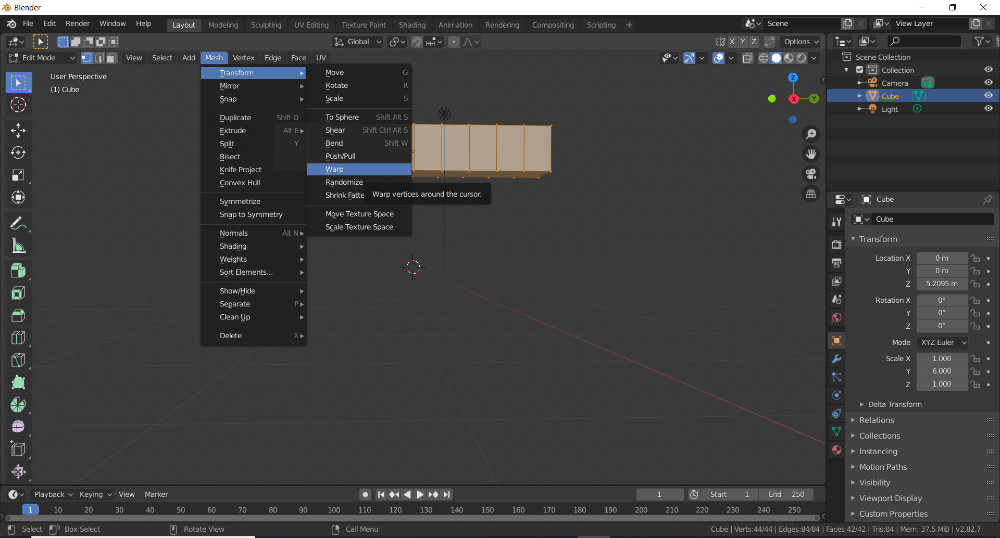 Blender
File Edit Render Window Help Layout Modeling Sculpting UV Editing Texture Paint Shading Animation Rendering Compositing Scripting + Scene View Layer
Global X Y Z Options
Edit Mode View Select Add Mesh Vertex Edge Face UV
User Perspective
(1) Cube
Transform
Mirror
Snap
Duplicate Shift D
Extrude Alt E
Split Y
Bisect
Knife Project
Convex Hull
Symmetrize
Snap to Symmetry
Normals Alt N
Shading
Weights
Sort Elements...
Show/Hide
Separate P
Clean Up
Delete X
Move G
Rotate R
Scale S
To Sphere Shift Alt S
Shear Shift Ctrl Alt S
Bend Shift W
Push/Pull
Warp
Randomize
Shrink Fatte
Warp vertices around the cursor.
Move Texture Space
Scale Texture Space
Z
X Y
Scene Collection
Collection
Camera
Cube
Light
Cube
Cube
Transform
Location X 0 m
Y 0 m
Z 5.2095 m
Rotation X 0°
Y 0°
Z 0°
Mode XYZ Euler
Scale X 1.000
Y 6.000
Z 1.000
Delta Transform
Relations
Collections
Instancing
Motion Paths
Visibility
Viewport Display
Custom Properties
Playback Keying View Marker 1 Start 1 End 250
1 10 20 30 40 50 60 70 80 90 100 110 120 130 140 150 160 170 180 190 200 210 220 230 240 250
Select Box Select Rotate View Call Menu Cube | Verts:44/44 | Edges:84/84 | Faces:42/42 | Tris:84 | Mem: 37.5 MiB | v2.82.7